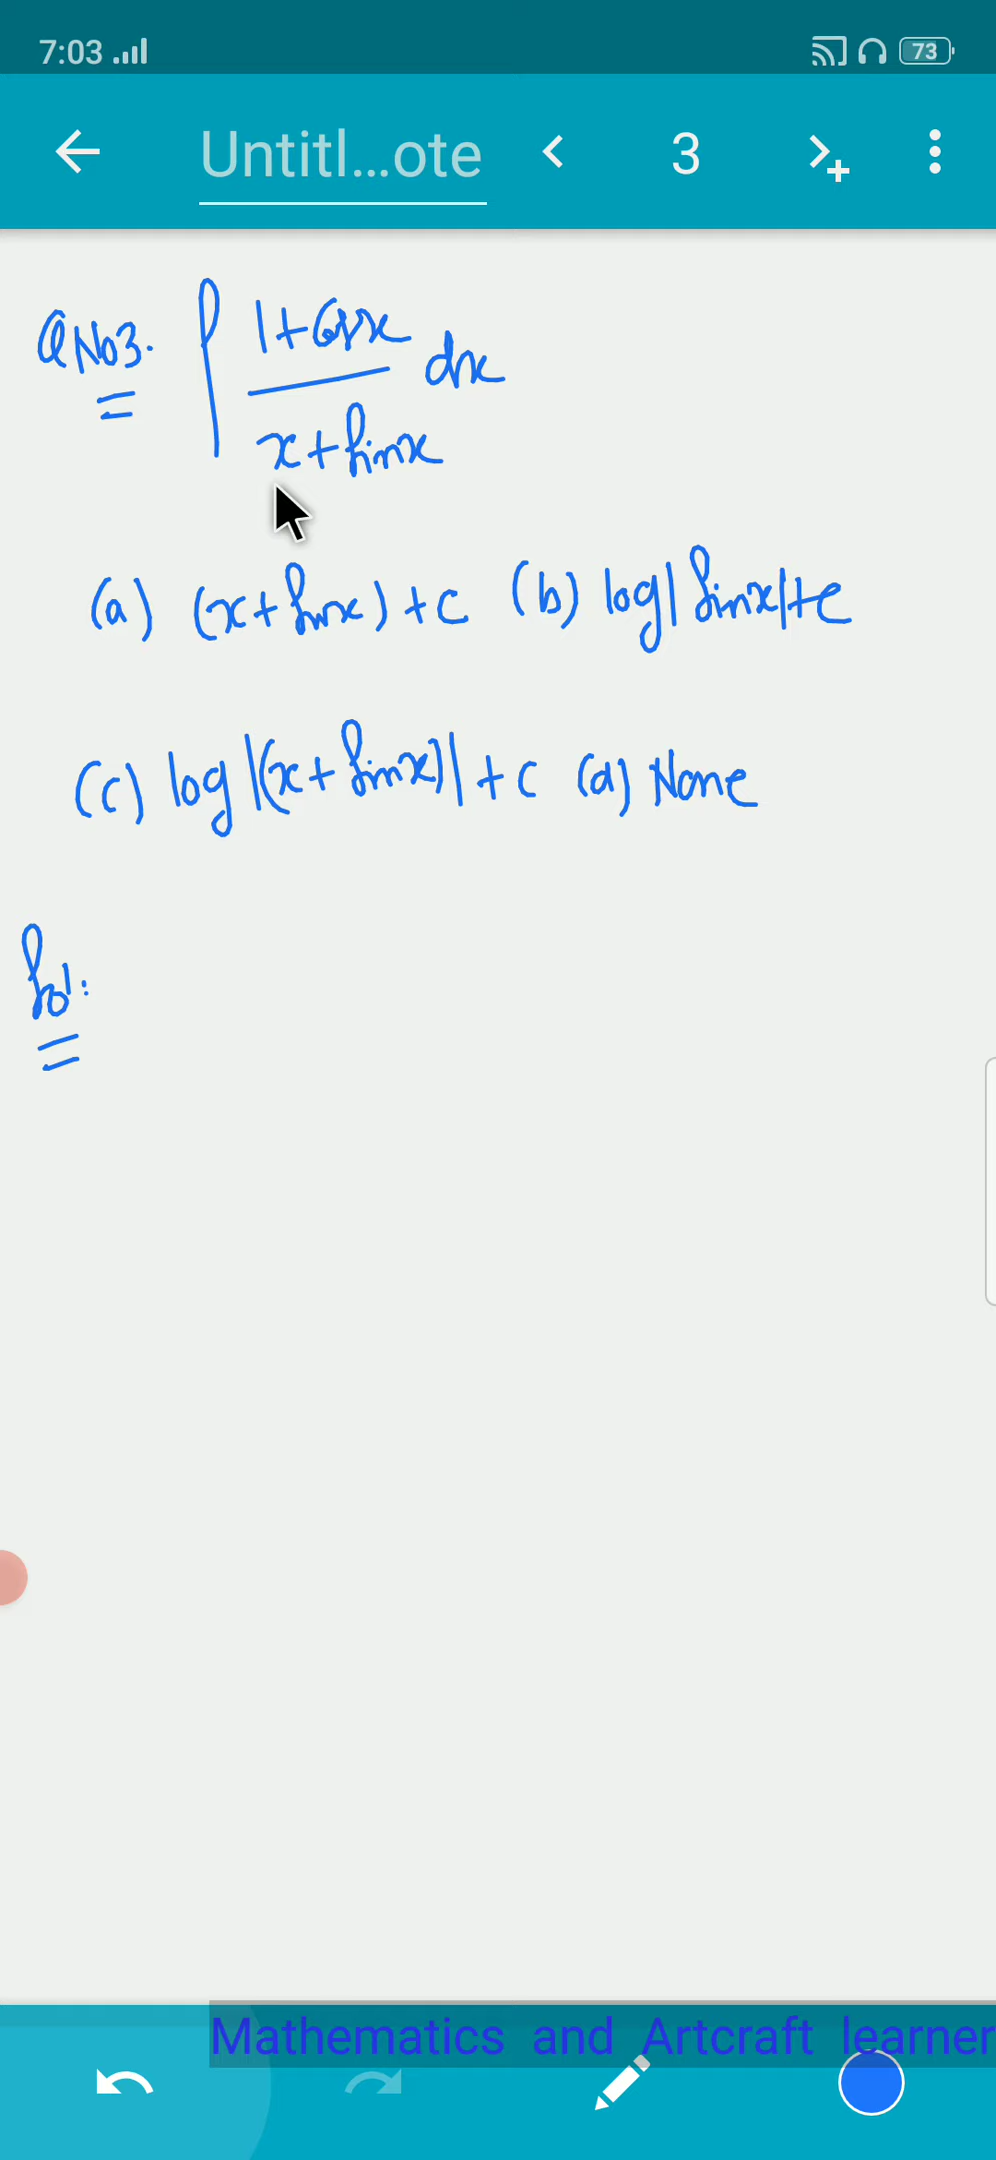 7:03 73
Untitl...ote 3
QNo3. ∫ 1+Cosx / x+sinx dx
(a) (x+sinx)+c (b) log|sinx|+c
(c) log|(x+sinx)|+c (d) None
Sol:
Mathematics and Artcraft learner